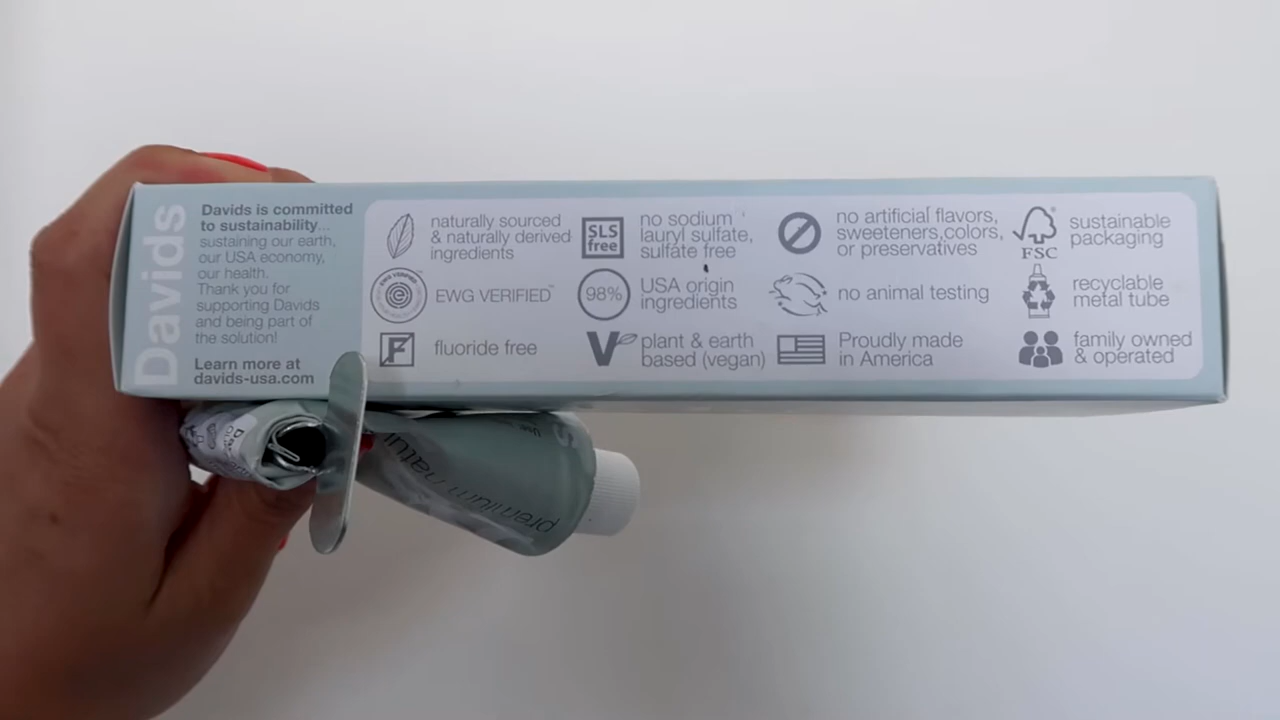 Davids
Davids is committed
to sustainability...
sustaining our earth,
our USA economy,
our health.
Thank you for
supporting Davids
and being part of
the solution!
Learn more at
davids-usa.com
naturally sourced
& naturally derived
ingredients
EWG VERIFIED
EWG VERIFIED™
F
fluoride free
SLS
free
no sodium
lauryl sulfate,
sulfate free
98%
USA origin
ingredients
V
plant & earth
based (vegan)
no artificial flavors,
sweeteners,colors,
or preservatives
no animal testing
Proudly made
in America
FSC
sustainable
packaging
recyclable
metal tube
family owned
& operated
premium natu